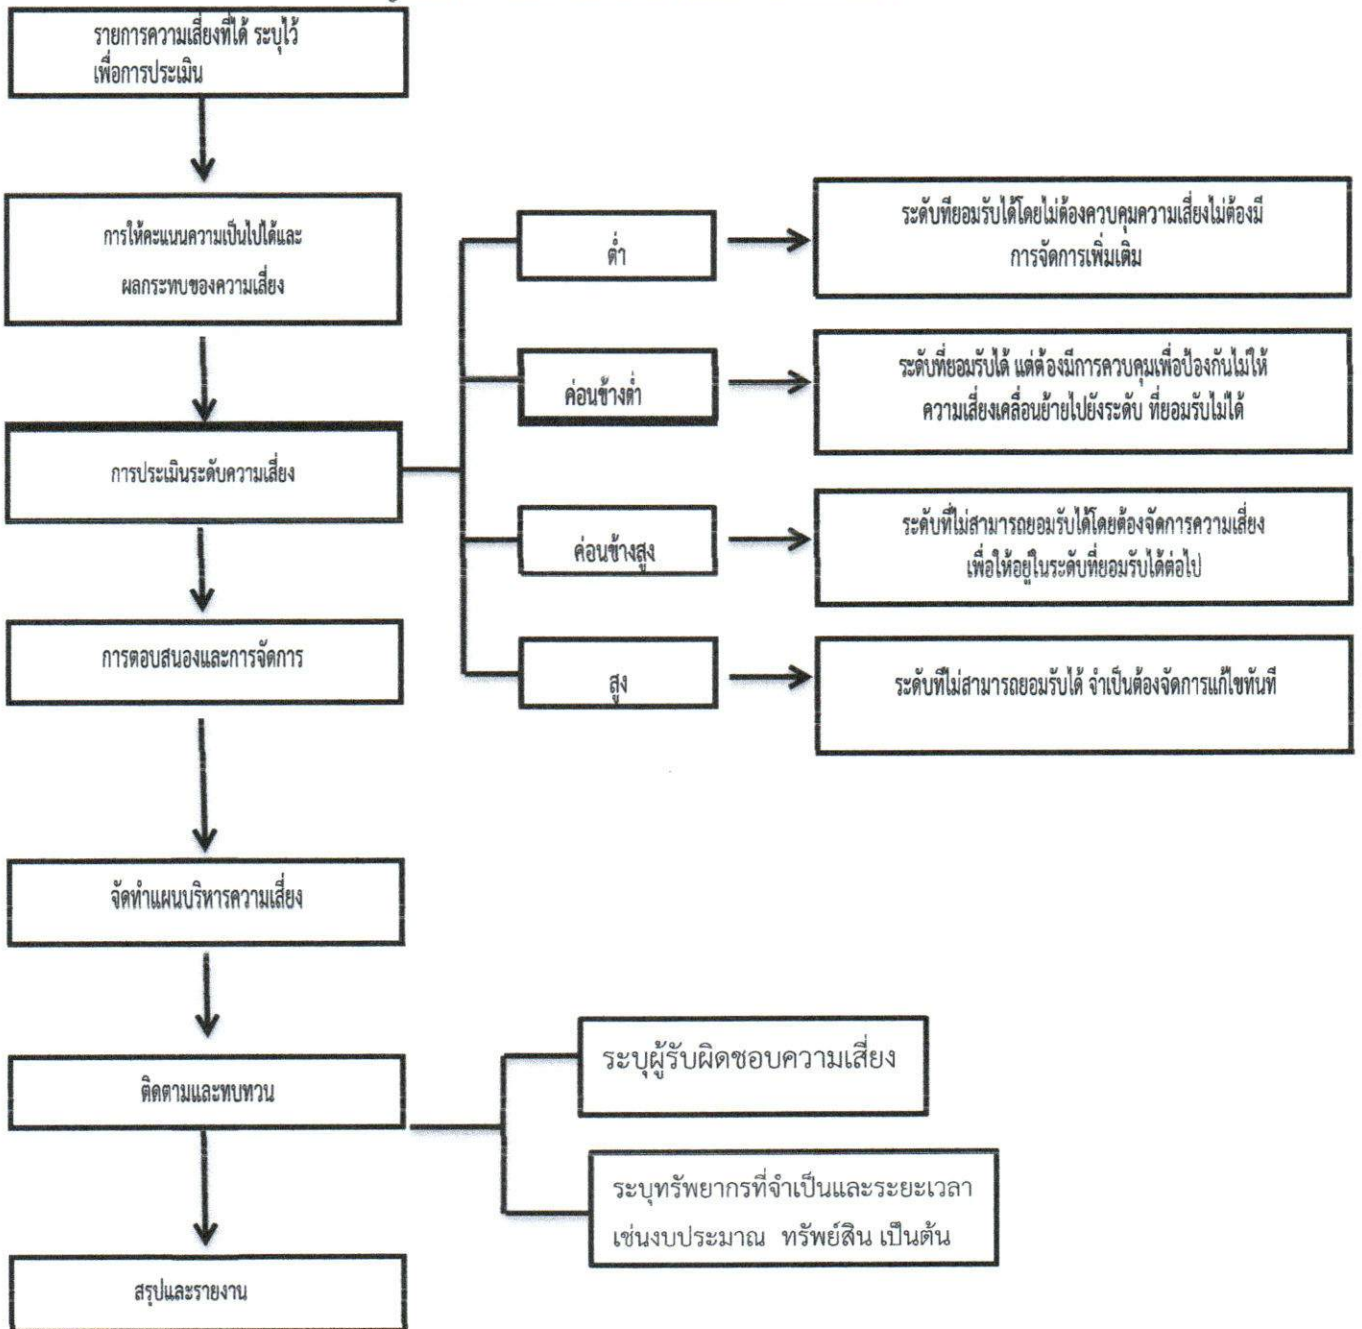 รายการความเสี่ยงที่ได้ ระบุไว้
เพื่อการประเมิน
การให้คะแนนความเป็นไปได้และ
ผลกระทบของความเสี่ยง
การประเมินระดับความเสี่ยง
ต่ำ
ระดับที่ยอมรับได้โดยไม่ต้องควบคุมความเสี่ยงไม่ต้องมี
การจัดการเพิ่มเติม
ค่อนข้างต่ำ
ระดับที่ยอมรับได้ แต่ต้องมีการควบคุมเพื่อป้องกันไม่ให้
ความเสี่ยงเคลื่อนย้ายไปยังระดับ ที่ยอมรับไม่ได้
ค่อนข้างสูง
ระดับที่ไม่สามารถยอมรับได้โดยต้องจัดการความเสี่ยง
เพื่อให้อยู่ในระดับที่ยอมรับได้ต่อไป
สูง
ระดับที่ไม่สามารถยอมรับได้ จำเป็นต้องจัดการแก้ไขทันที
การตอบสนองและการจัดการ
จัดทำแผนบริหารความเสี่ยง
ติดตามและทบทวน
ระบุผู้รับผิดชอบความเสี่ยง
ระบุทรัพยากรที่จำเป็นและระยะเวลา
เช่นงบประมาณ ทรัพย์สิน เป็นต้น
สรุปและรายงาน